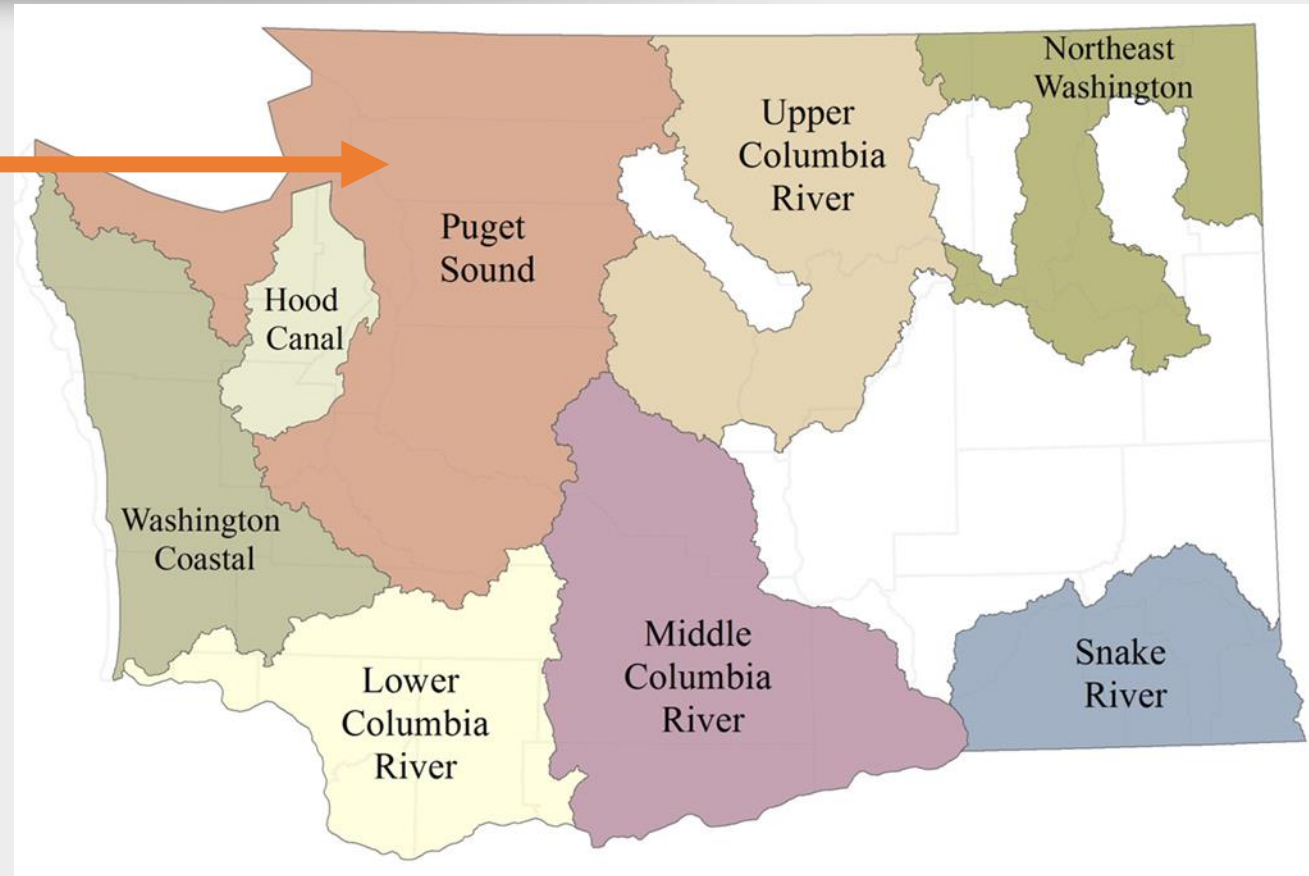 Northeast
Washington
Upper
Columbia
River
Puget
Sound
Hood
Canal
Washington
Coastal
Middle
Columbia
River
Snake
River
Lower
Columbia
River